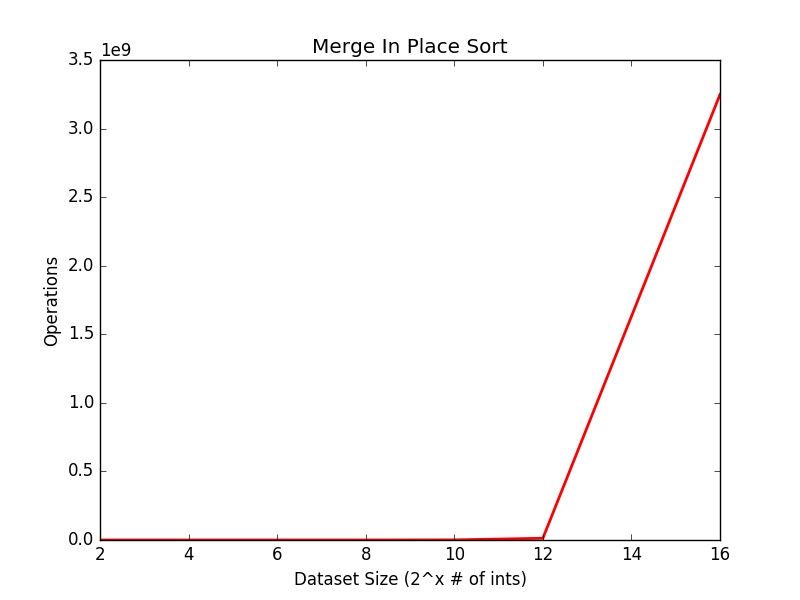 Merge In Place Sort
1e9
3.5
3.0
2.5
2.0
1.5
1.0
0.5
0.0
Operations
2 4 6 8 10 12 14 16
Dataset Size (2^x # of ints)